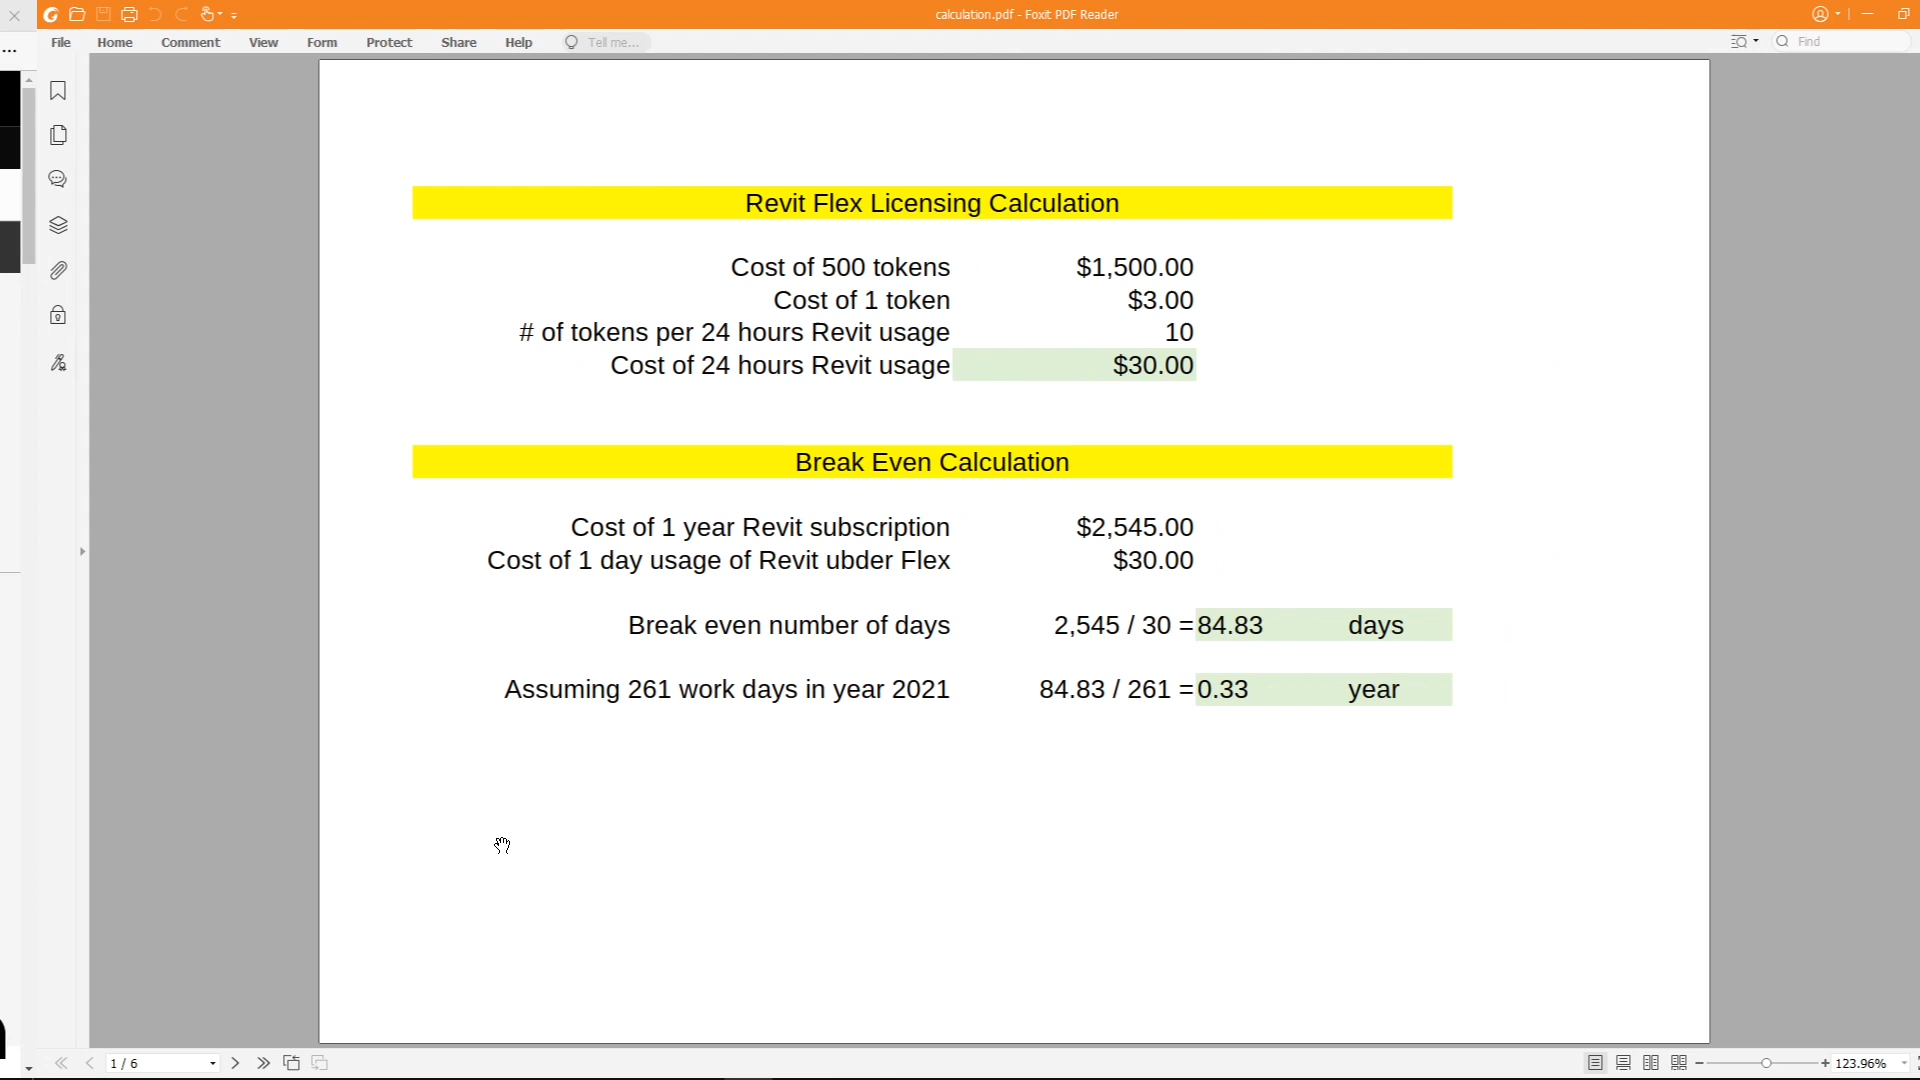 calculation.pdf - Foxit PDF Reader
File Home Comment View Form Protect Share Help Tell me... Find
Revit Flex Licensing Calculation
Cost of 500 tokens $1,500.00
Cost of 1 token $3.00
# of tokens per 24 hours Revit usage 10
Cost of 24 hours Revit usage $30.00
Break Even Calculation
Cost of 1 year Revit subscription $2,545.00
Cost of 1 day usage of Revit ubder Flex $30.00
Break even number of days 2,545 / 30 = 84.83 days
Assuming 261 work days in year 2021 84.83 / 261 = 0.33 year
1 / 6 123.96%